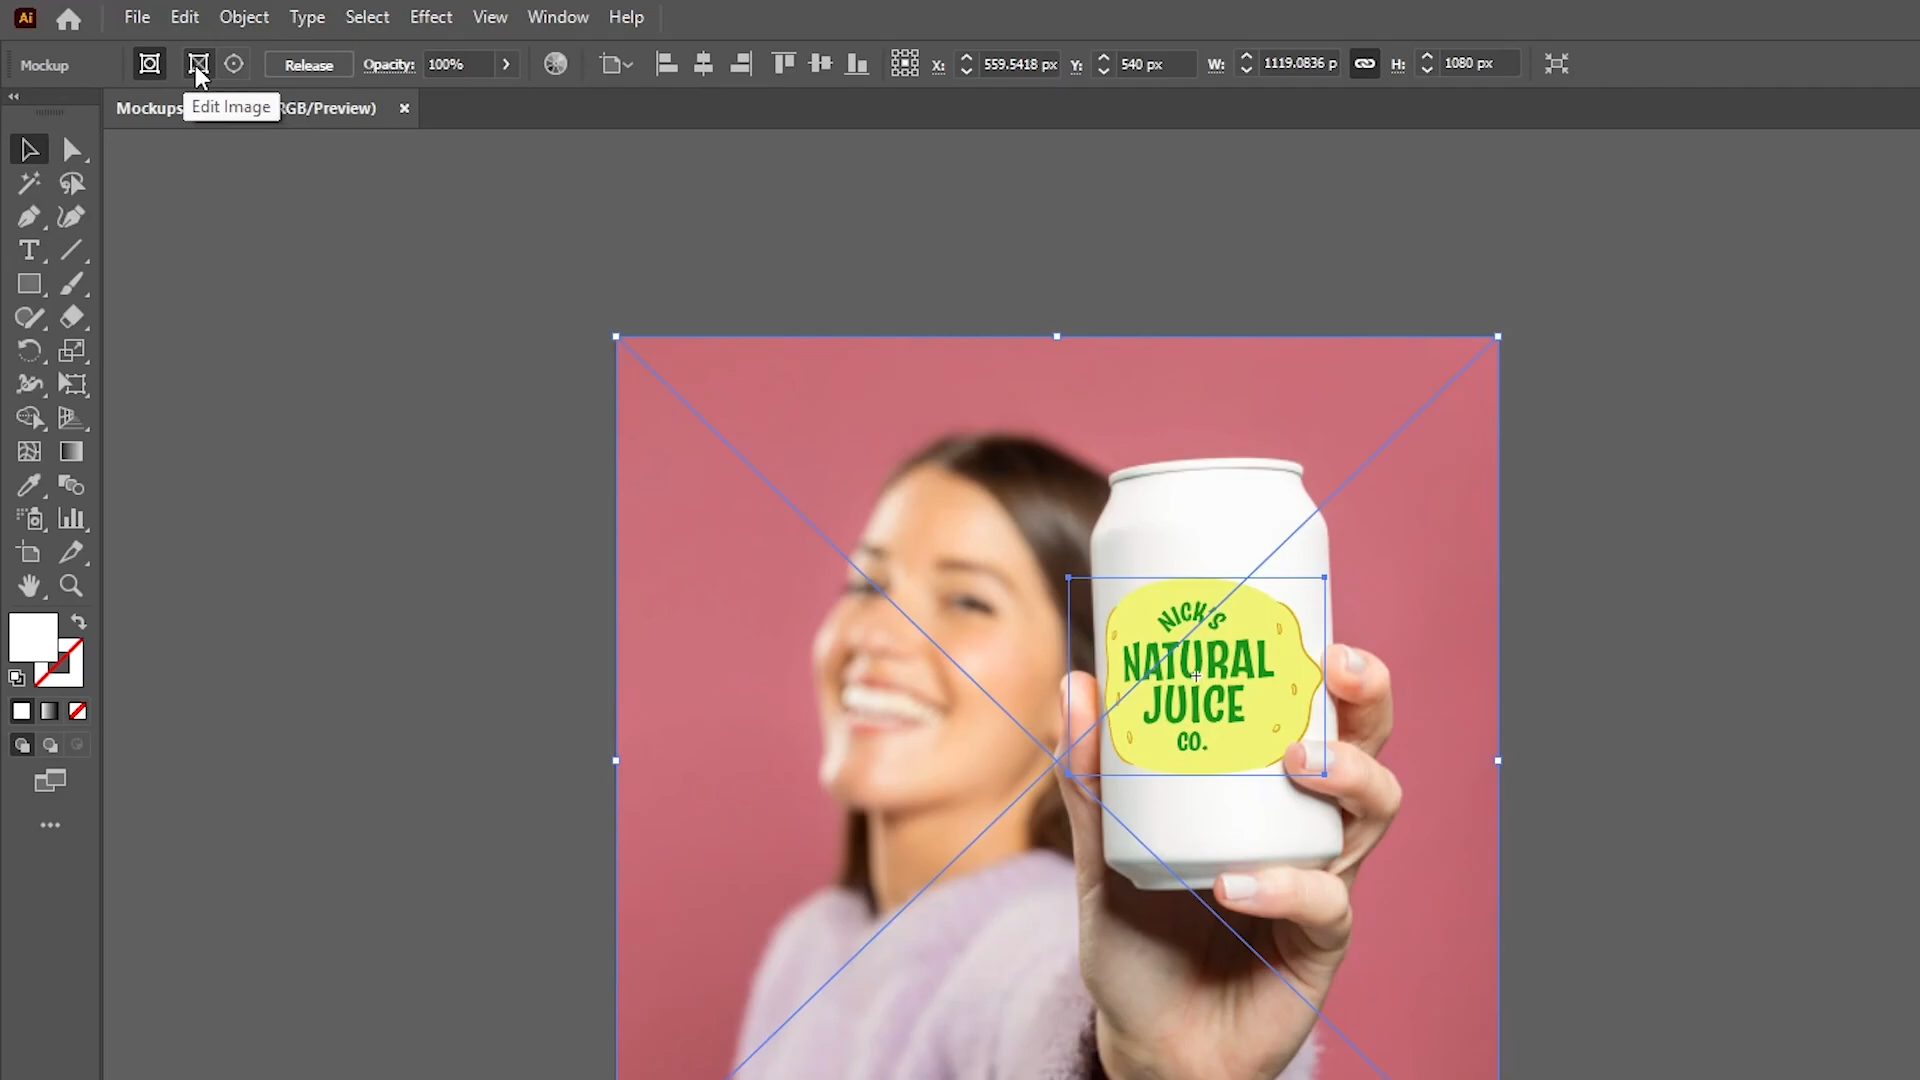 Ai File Edit Object Type Select Effect View Window Help
Mockup Release Opacity: 100% X: 559.5418 px Y: 540 px W: 1119.0836 p H: 1080 px
Mockups RGB/Preview) ×
Edit Image
NICK'S
NATURAL
JUICE
CO.